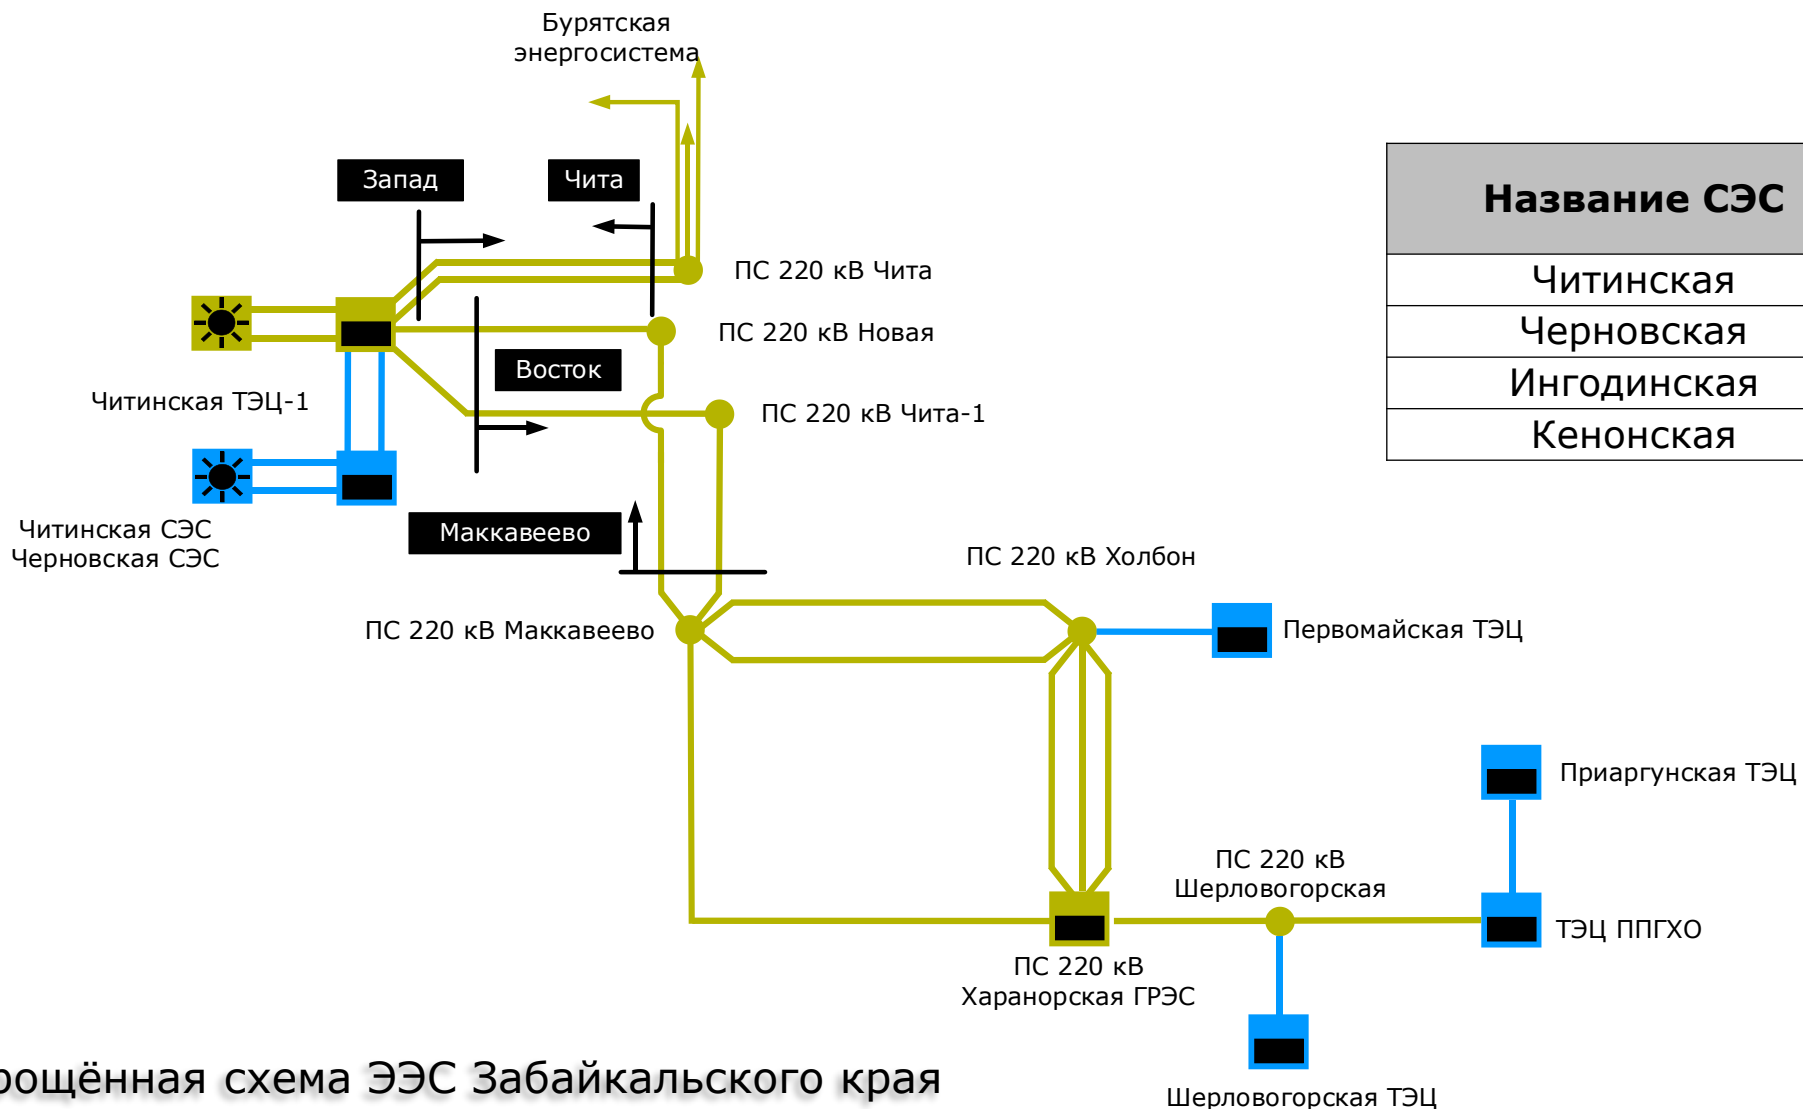 Бурятская
энергосистема
Запад
Чита
ПС 220 кВ Чита
ПС 220 кВ Новая
Восток
Читинская ТЭЦ-1
ПС 220 кВ Чита-1
Читинская СЭС
Черновская СЭС
Маккавеево
ПС 220 кВ Холбон
ПС 220 кВ Маккавеево
Первомайская ТЭЦ
Приаргунская ТЭЦ
ПС 220 кВ
Шерловогорская
ТЭЦ ППГХО
ПС 220 кВ
Харанорская ГРЭС
Шерловогорская ТЭЦ
Название СЭС
Читинская
Черновская
Ингодинская
Кенонская
рощённая схема ЭЭС Забайкальского края